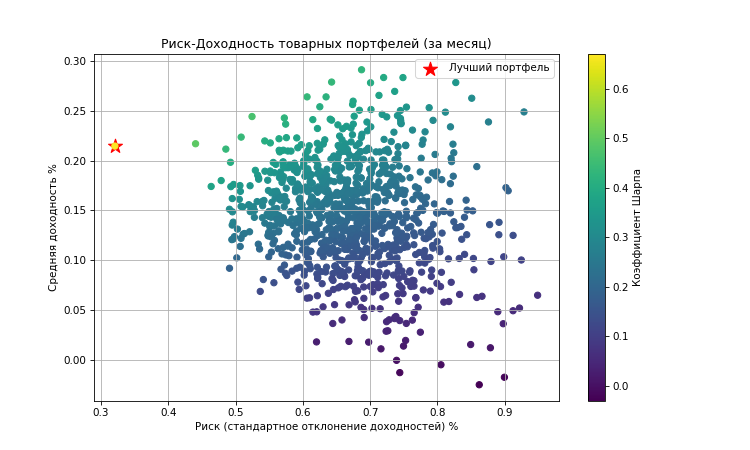 Риск-Доходность товарных портфелей (за месяц)
Лучший портфель
Средняя доходность %
0.30
0.25
0.20
0.15
0.10
0.05
0.00
0.3 0.4 0.5 0.6 0.7 0.8 0.9
Риск (стандартное отклонение доходностей) %
0.6
0.5
0.4
0.3
0.2
0.1
0.0
Коэффициент Шарпа